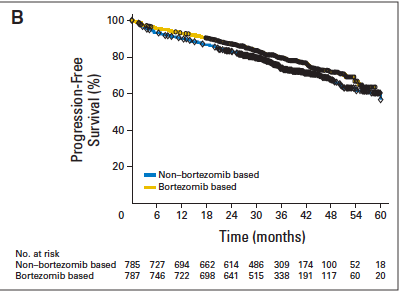 B
Progression-Free
Survival (%)
100
80
60
40
20
Non–bortezomib based
Bortezomib based
0 6 12 18 24 30 36 42 48 54 60
Time (months)
No. at risk
Non–bortezomib based 785 727 694 662 614 486 309 174 100 52 18
Bortezomib based 787 746 722 698 641 515 338 191 117 60 20